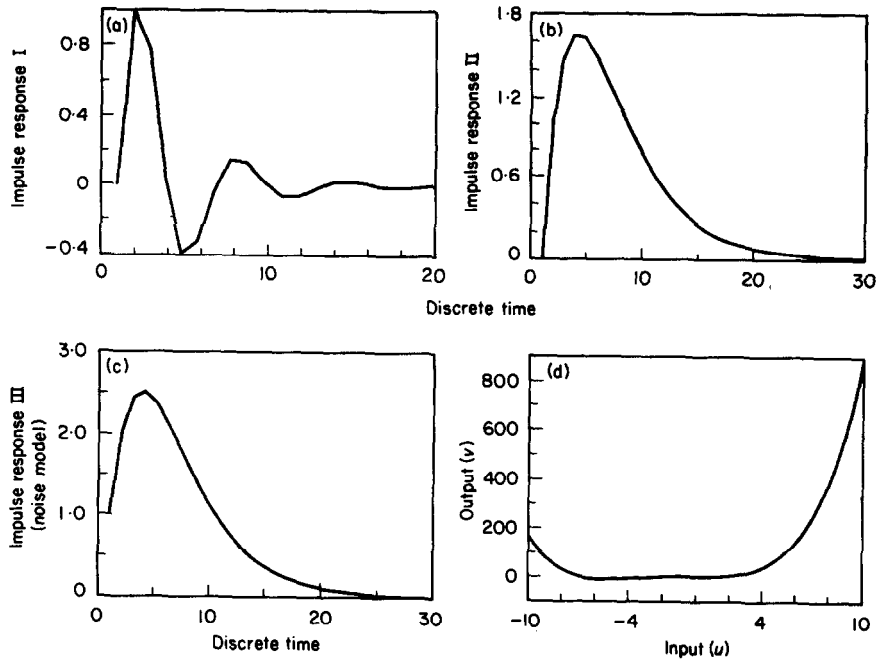 (a)
Impulse response I
0·8
0·4
0
−0·4
0
10
20
(b)
Impulse response II
1·8
1·2
0·6
0
0
10
20
30
Discrete time
(c)
Impulse response III
(noise model)
3·0
2·0
1·0
0
0
10
20
30
Discrete time
(d)
Output (v)
800
600
400
200
0
−10
−4
4
10
Input (u)